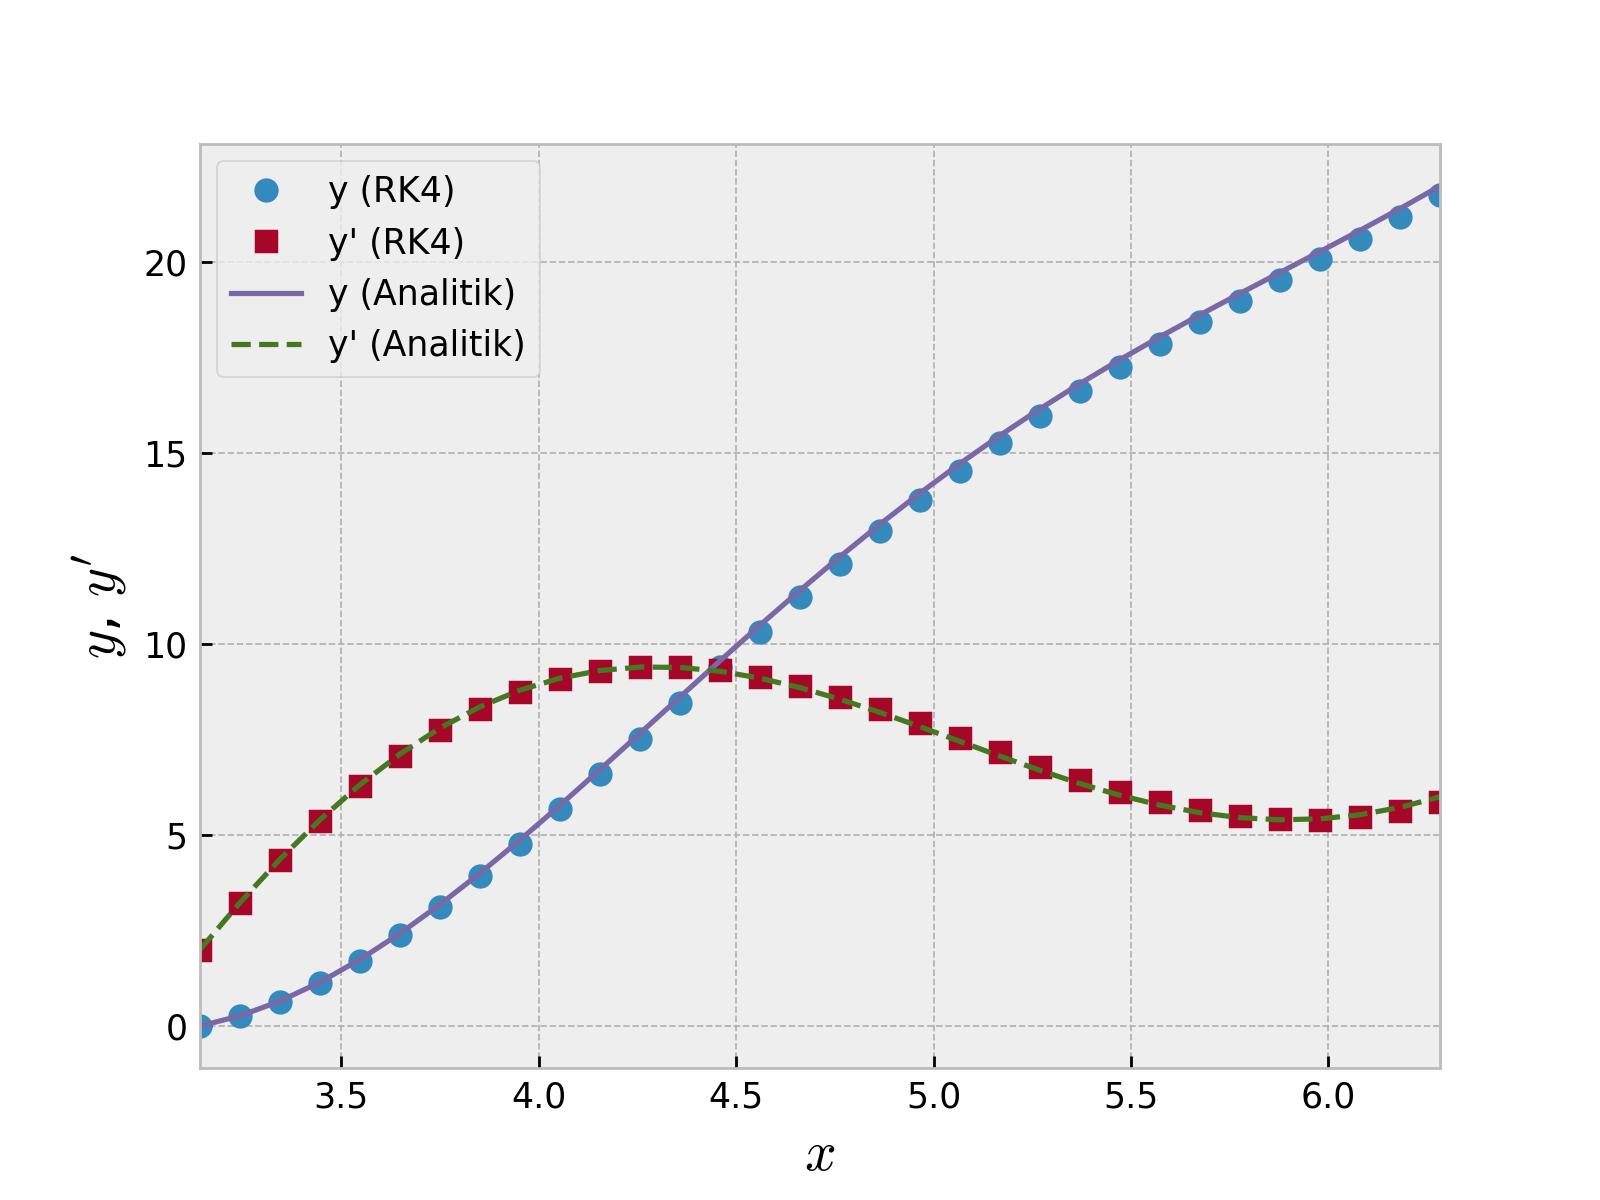 y (RK4)
y' (RK4)
y (Analitik)
y' (Analitik)
20
15
10
5
0
y, y′
3.5 4.0 4.5 5.0 5.5 6.0
x